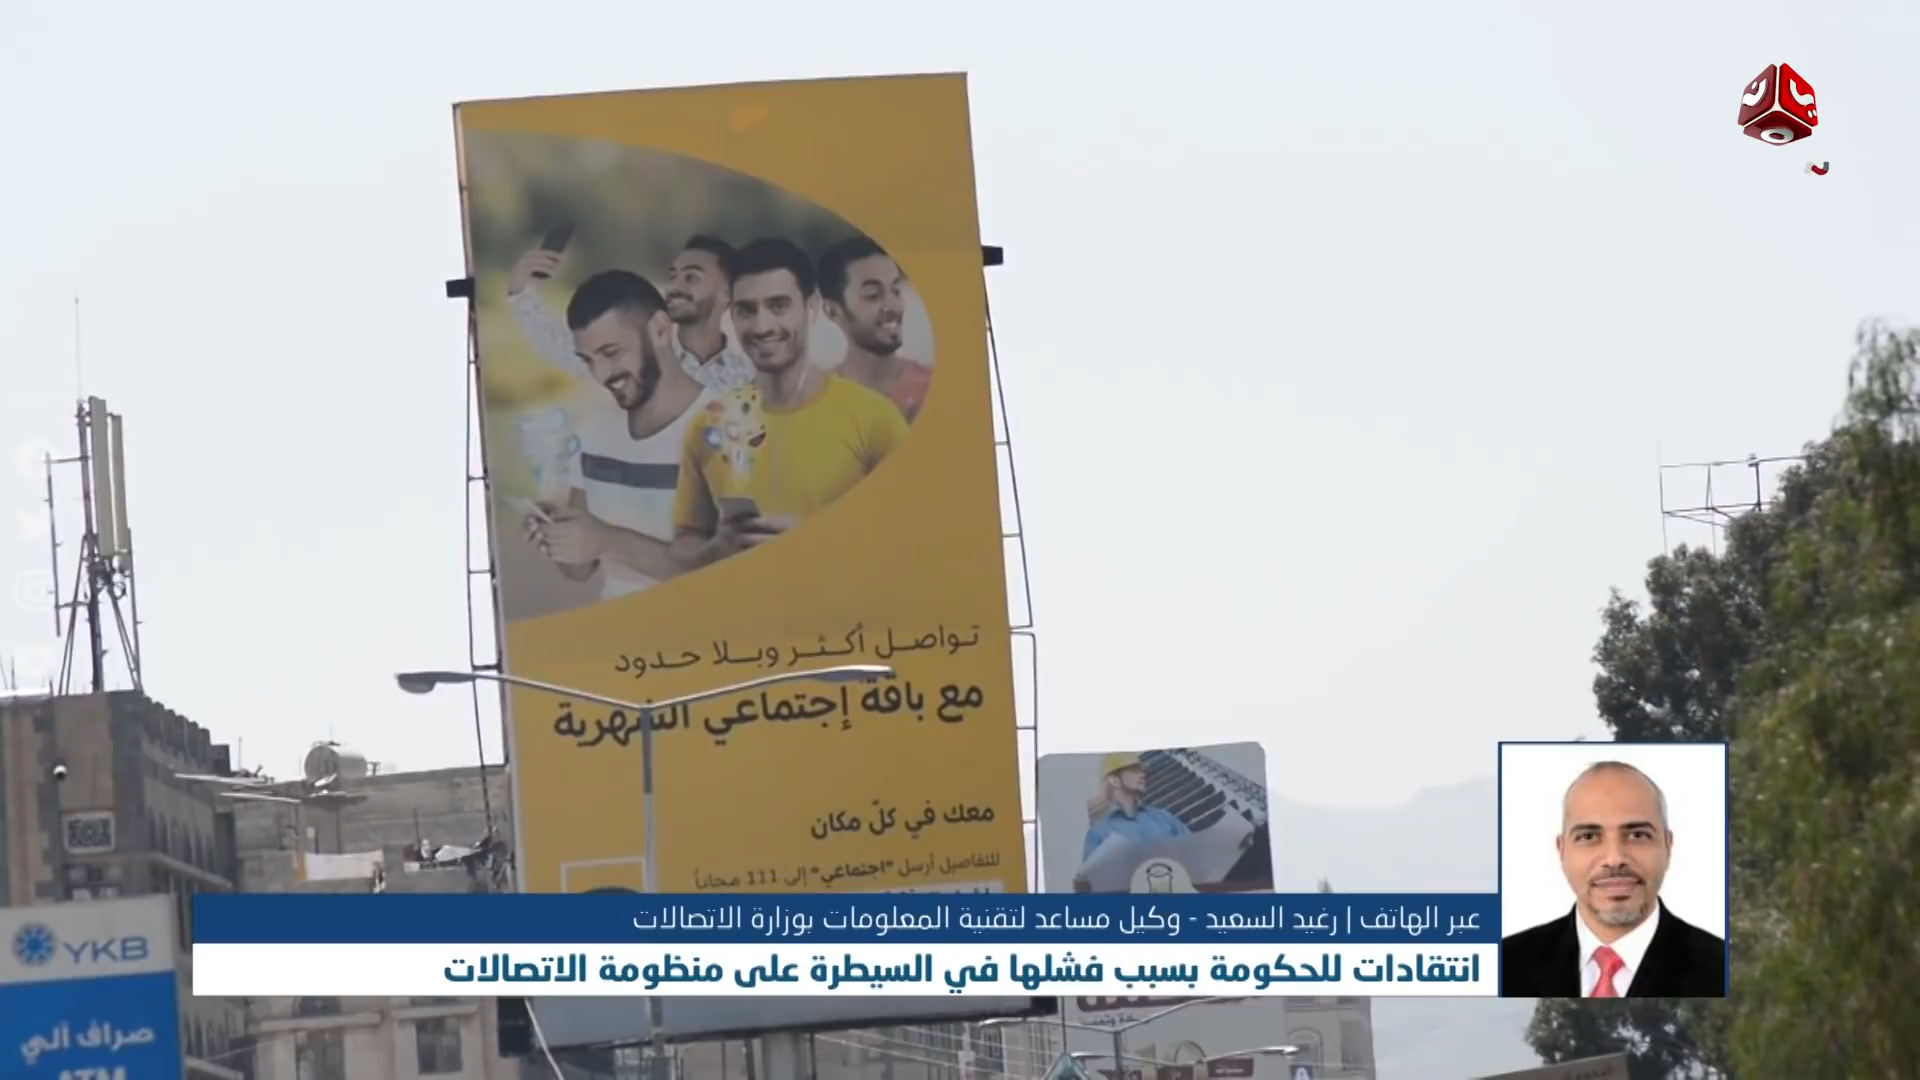 تواصل أكثر وبلا حدود
مع باقة إجتماعي الشهرية
معك في كلّ مكان
للتفاصيل أرسل "اجتماعي" إلى 111 مجاناً
عبر الهاتف | رغيد السعيد - وكيل مساعد لتقنية المعلومات بوزارة الاتصالات
انتقادات للحكومة بسبب فشلها في السيطرة على منظومة الاتصالات
YKB
صراف آلي
ATM